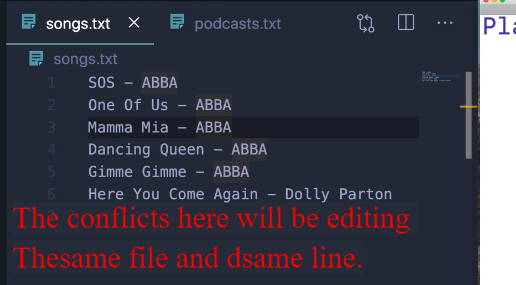 songs.txt podcasts.txt
Pla
songs.txt
1 SOS – ABBA
2 One Of Us – ABBA
3 Mamma Mia – ABBA
4 Dancing Queen – ABBA
5 Gimme Gimme – ABBA
6 Here You Come Again – Dolly Parton
The conflicts here will be editing
Thesame file and dsame line.